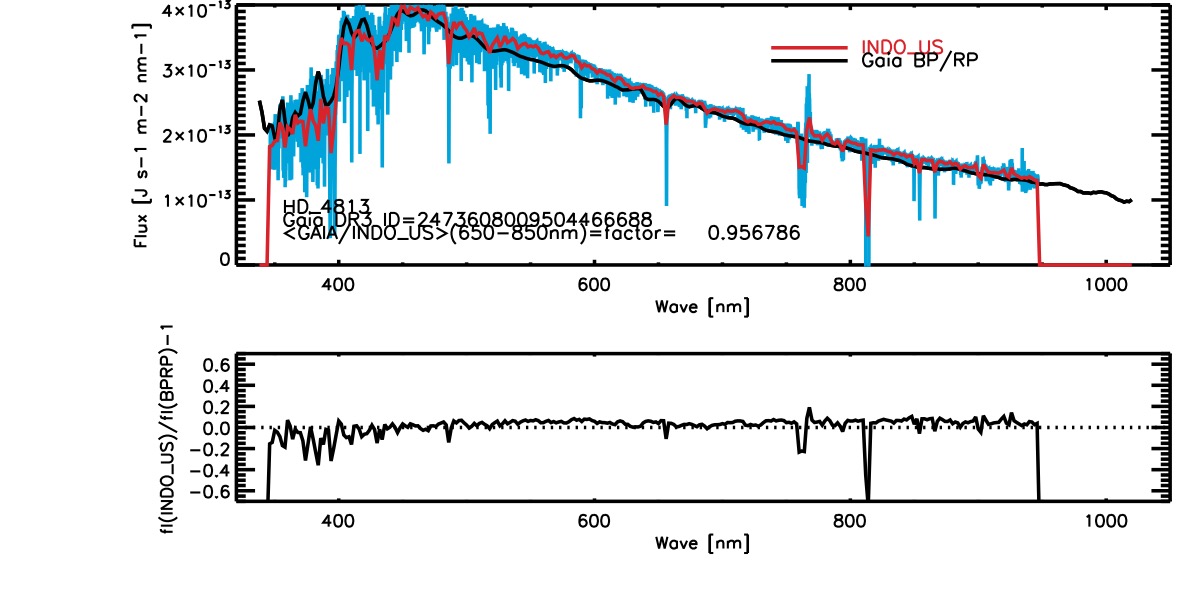 4×10−13
3×10−13
2×10−13
1×10−13
0
Flux [J s−1 m−2 nm−1]
INDO_US
Gaia BP/RP
HD_4813
Gaia DR3 ID=2473608009504466688
<GAIA/INDO_US>(650−850nm)=factor= 0.956786
400 600 800 1000
Wave [nm]
fl(INDO_US)/fl(BPRP)−1
0.6
0.4
0.2
0.0
−0.2
−0.4
−0.6
400 600 800 1000
Wave [nm]